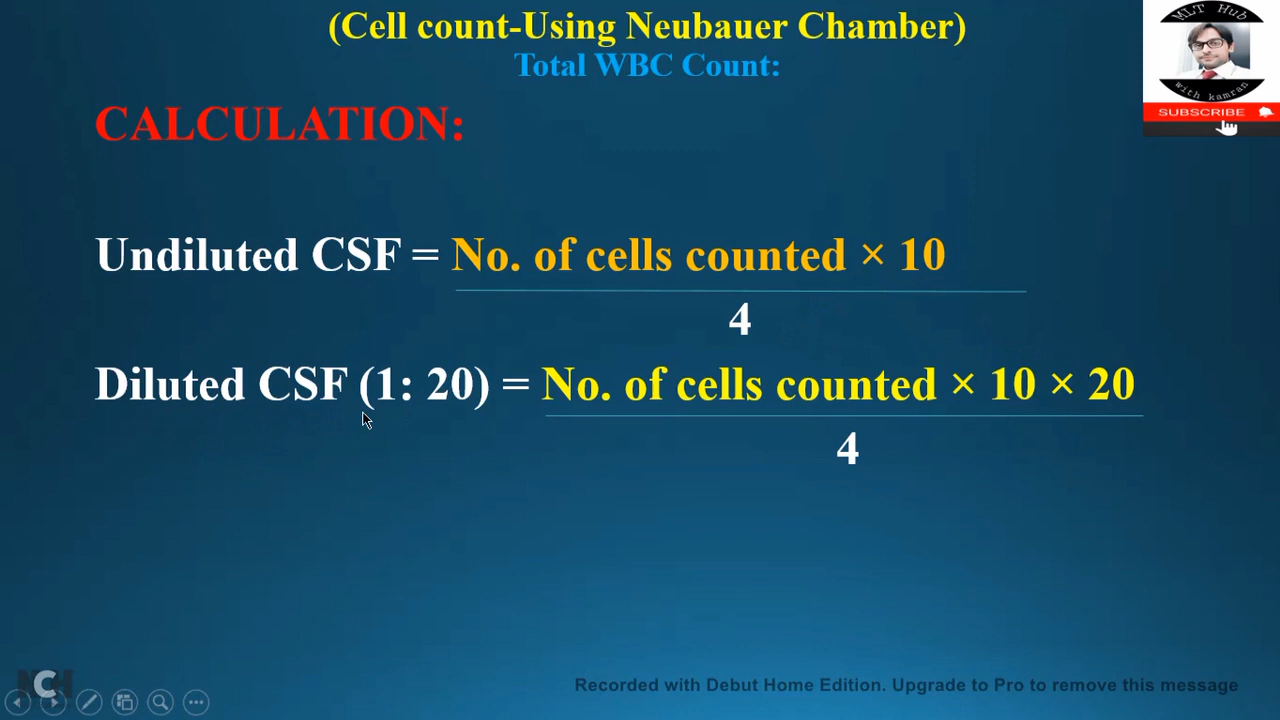 (Cell count-Using Neubauer Chamber)
Total WBC Count:
MLT Hub
with kamran
SUBSCRIBE
CALCULATION:
Undiluted CSF = No. of cells counted × 10
4
Diluted CSF (1: 20) = No. of cells counted × 10 × 20
4
Recorded with Debut Home Edition. Upgrade to Pro to remove this message